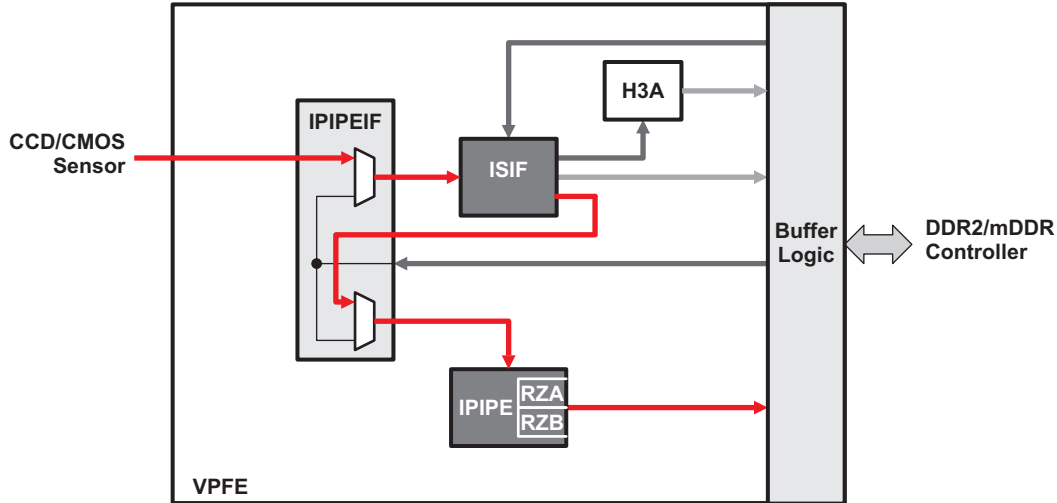 H3A
IPIPEIF
CCD/CMOS
Sensor
ISIF
Buffer
Logic
DDR2/mDDR
Controller
IPIPE
RZA
RZB
VPFE